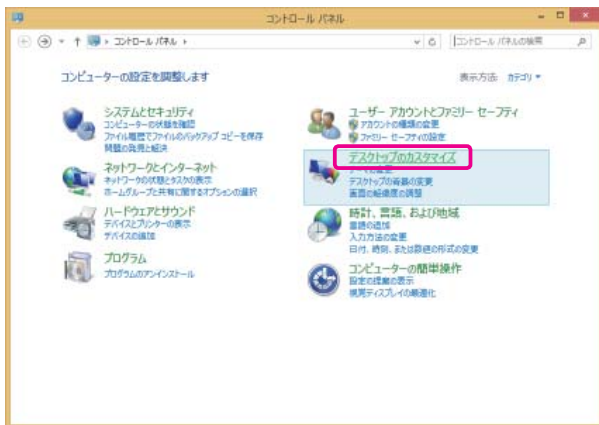 コントロール パネル
コントロール パネル
コントロール パネルの検索
コンピューターの設定を調整します
表示方法: カテゴリ
システムとセキュリティ
コンピューターの状態を確認
ファイル履歴でファイルのバックアップ コピーを保存
問題の発見と解決
ネットワークとインターネット
ネットワークの状態とタスクの表示
ホームグループと共有に関するオプションの選択
ハードウェアとサウンド
デバイスとプリンターの表示
デバイスの追加
プログラム
プログラムのアンインストール
ユーザー アカウントとファミリー セーフティ
アカウントの種類の変更
ファミリー セーフティの設定
デスクトップのカスタマイズ
デスクトップの背景の変更
画面の解像度の調整
時計、言語、および地域
言語の追加
入力方法の変更
日付、時刻、または数値の形式の変更
コンピューターの簡単操作
設定の提案の表示
視覚ディスプレイの最適化